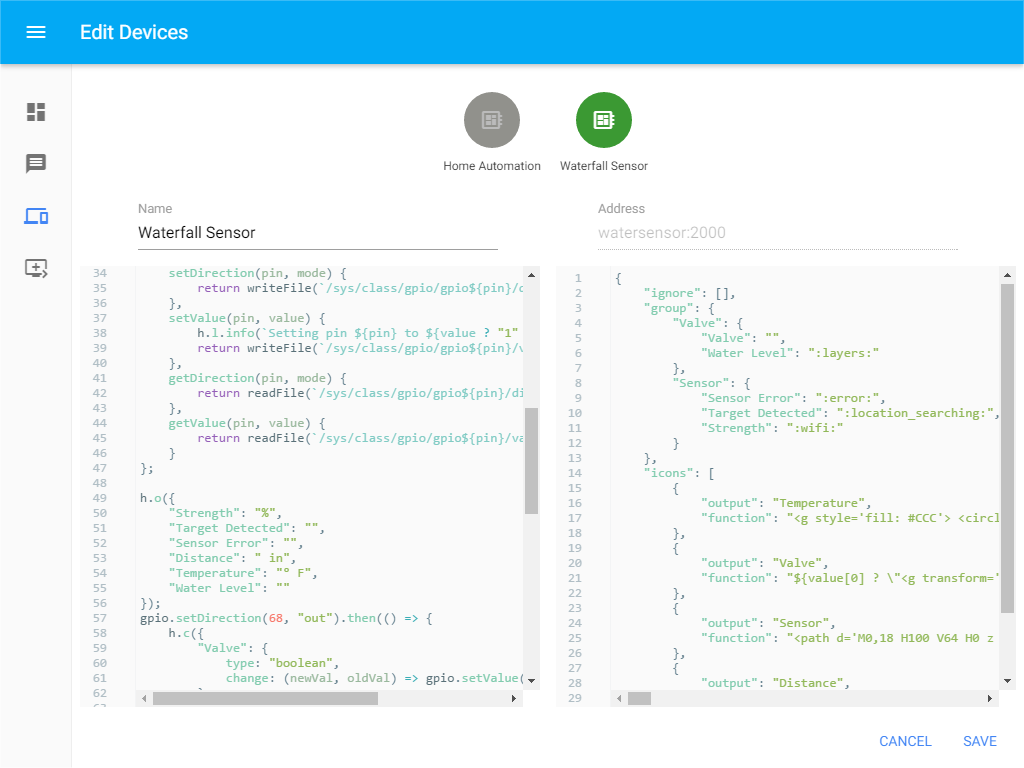 Edit Devices
Home Automation
Waterfall Sensor
Name
Waterfall Sensor
Address
watersensor:2000
34 setDirection(pin, mode) {
35 return writeFile(`/sys/class/gpio/gpio${pin}/d
36 },
37 setValue(pin, value) {
38 h.l.info(`Setting pin ${pin} to ${value ? "1"
39 return writeFile(`/sys/class/gpio/gpio${pin}/v
40 },
41 getDirection(pin, mode) {
42 return readFile(`/sys/class/gpio/gpio${pin}/di
43 },
44 getValue(pin, value) {
45 return readFile(`/sys/class/gpio/gpio${pin}/va
46 }
47 };
48
49 h.o({
50 "Strength": "%",
51 "Target Detected": "",
52 "Sensor Error": "",
53 "Distance": " in",
54 "Temperature": "° F",
55 "Water Level": ""
56 });
57 gpio.setDirection(68, "out").then(() => {
58 h.c({
59 "Valve": {
60 type: "boolean",
61 change: (newVal, oldVal) => gpio.setValue(
62
1 {
2 "ignore": [],
3 "group": {
4 "Valve": {
5 "Valve": "",
6 "Water Level": ":layers:"
7 },
8 "Sensor": {
9 "Sensor Error": ":error:",
10 "Target Detected": ":location_searching:",
11 "Strength": ":wifi:"
12 }
13 },
14 "icons": [
15 {
16 "output": "Temperature",
17 "function": "<g style='fill: #CCC'> <circl
18 },
19 {
20 "output": "Valve",
21 "function": "${value[0] ? \"<g transform='
22 },
23 {
24 "output": "Sensor",
25 "function": "<path d='M0,18 H100 V64 H0 z
26 },
27 {
28 "output": "Distance",
29
CANCEL
SAVE